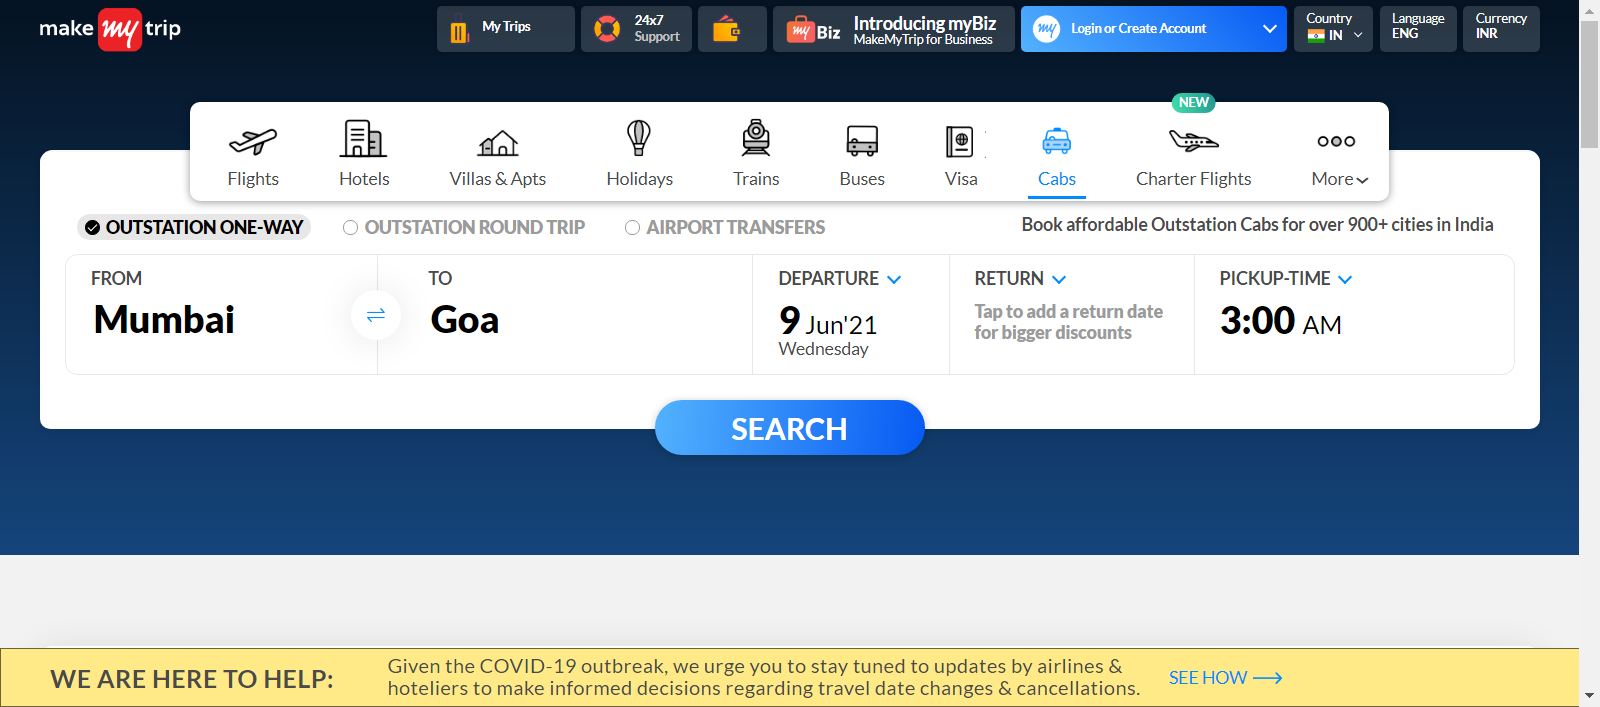 make my trip
My Trips
24x7
Support
my Biz
Introducing myBiz
MakeMyTrip for Business
my
Login or Create Account
Country
IN
Language
ENG
Currency
INR
NEW
Flights
Hotels
Villas & Apts
Holidays
Trains
Buses
Visa
Cabs
Charter Flights
More
OUTSTATION ONE-WAY
OUTSTATION ROUND TRIP
AIRPORT TRANSFERS
Book affordable Outstation Cabs for over 900+ cities in India
FROM
Mumbai
TO
Goa
DEPARTURE
9 Jun'21
Wednesday
RETURN
Tap to add a return date
for bigger discounts
PICKUP-TIME
3:00 AM
SEARCH
WE ARE HERE TO HELP:
Given the COVID-19 outbreak, we urge you to stay tuned to updates by airlines &
hoteliers to make informed decisions regarding travel date changes & cancellations.
SEE HOW